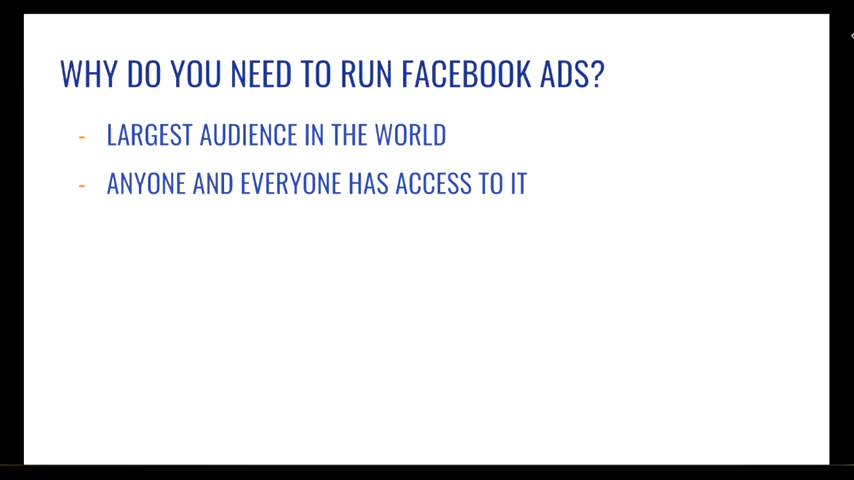 WHY DO YOU NEED TO RUN FACEBOOK ADS?
- LARGEST AUDIENCE IN THE WORLD
- ANYONE AND EVERYONE HAS ACCESS TO IT